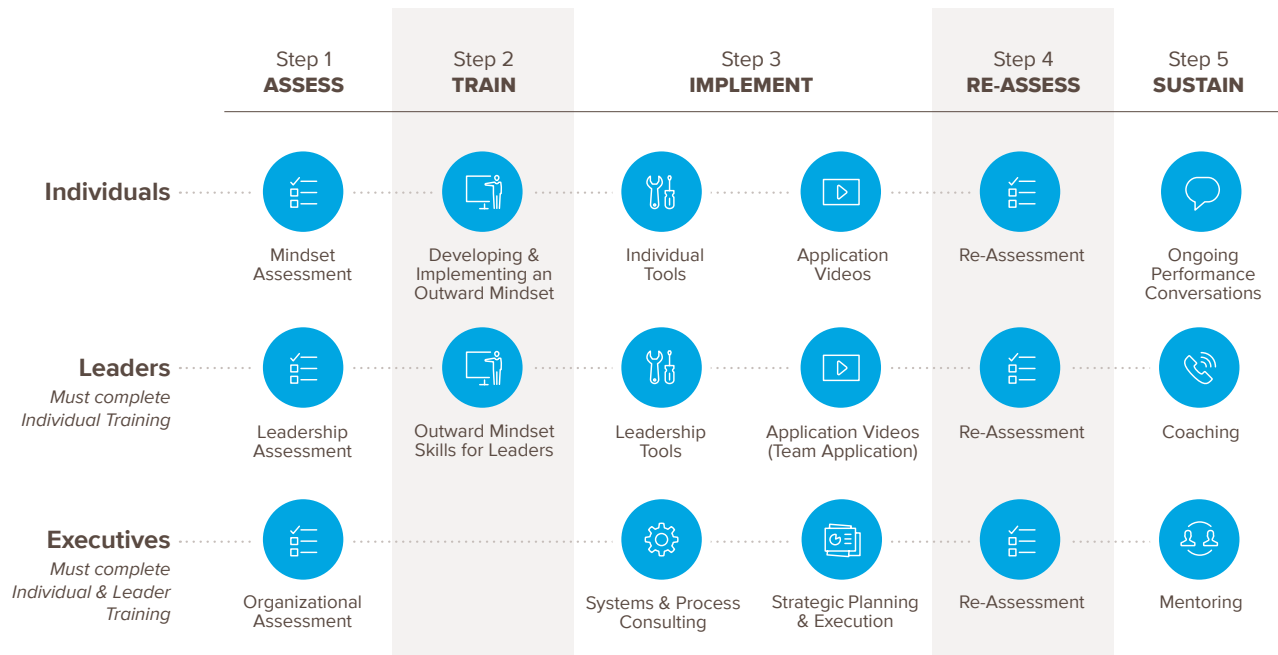 Step 1
ASSESS
Step 2
TRAIN
Step 3
IMPLEMENT
Step 4
RE-ASSESS
Step 5
SUSTAIN
Individuals
Mindset
Assessment
Developing &
Implementing an
Outward Mindset
Individual
Tools
Application
Videos
Re-Assessment
Ongoing
Performance
Conversations
Leaders
Must complete
Individual Training
Leadership
Assessment
Outward Mindset
Skills for Leaders
Leadership
Tools
Application Videos
(Team Application)
Re-Assessment
Coaching
Executives
Must complete
Individual & Leader
Training
Organizational
Assessment
Systems & Process
Consulting
Strategic Planning
& Execution
Re-Assessment
Mentoring